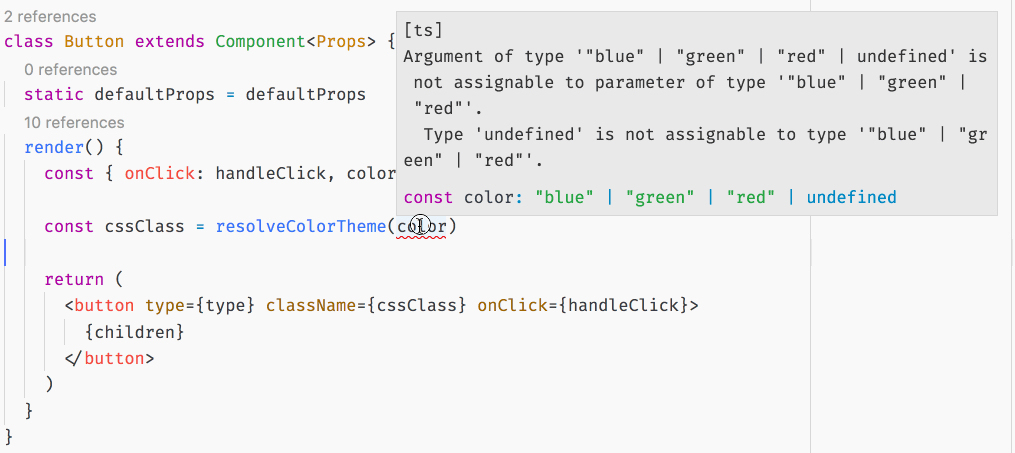 2 references
class Button extends Component<Props> {
0 references
static defaultProps = defaultProps
10 references
render() {
const { onClick: handleClick, color
const cssClass = resolveColorTheme(color)
return (
<button type={type} className={cssClass} onClick={handleClick}>
{children}
</button>
)
}
}
[ts]
Argument of type '"blue" | "green" | "red" | undefined' is
not assignable to parameter of type '"blue" | "green" |
"red"'.
Type 'undefined' is not assignable to type '"blue" | "gr
een" | "red"'.
const color: "blue" | "green" | "red" | undefined